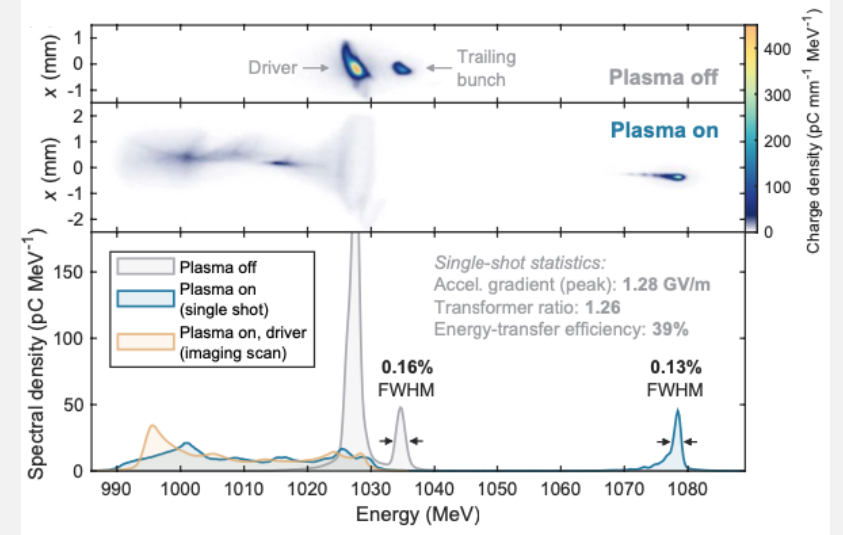 1
0
-1
x (mm)
Driver
Trailing
bunch
Plasma off
2
1
0
-1
-2
x (mm)
Plasma on
400
300
200
100
0
Charge density (pC mm⁻¹ MeV⁻¹)
Spectral density (pC MeV⁻¹)
150
100
50
0
Plasma off
Plasma on
(single shot)
Plasma on, driver
(imaging scan)
Single-shot statistics:
Accel. gradient (peak): 1.28 GV/m
Transformer ratio: 1.26
Energy-transfer efficiency: 39%
0.16%
FWHM
0.13%
FWHM
990 1000 1010 1020 1030 1040 1050 1060 1070 1080
Energy (MeV)